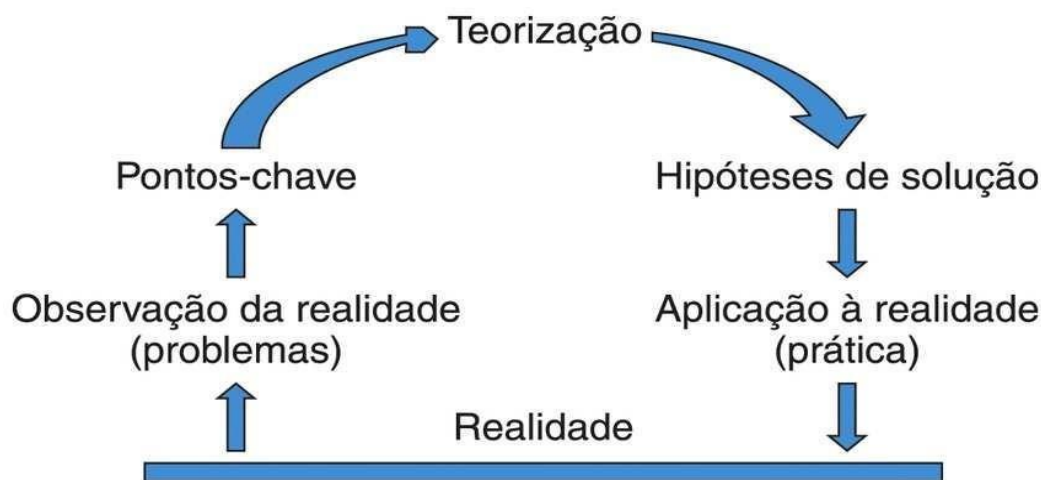 Teorização
Pontos-chave
Hipóteses de solução
Observação da realidade
(problemas)
Aplicação à realidade
(prática)
Realidade